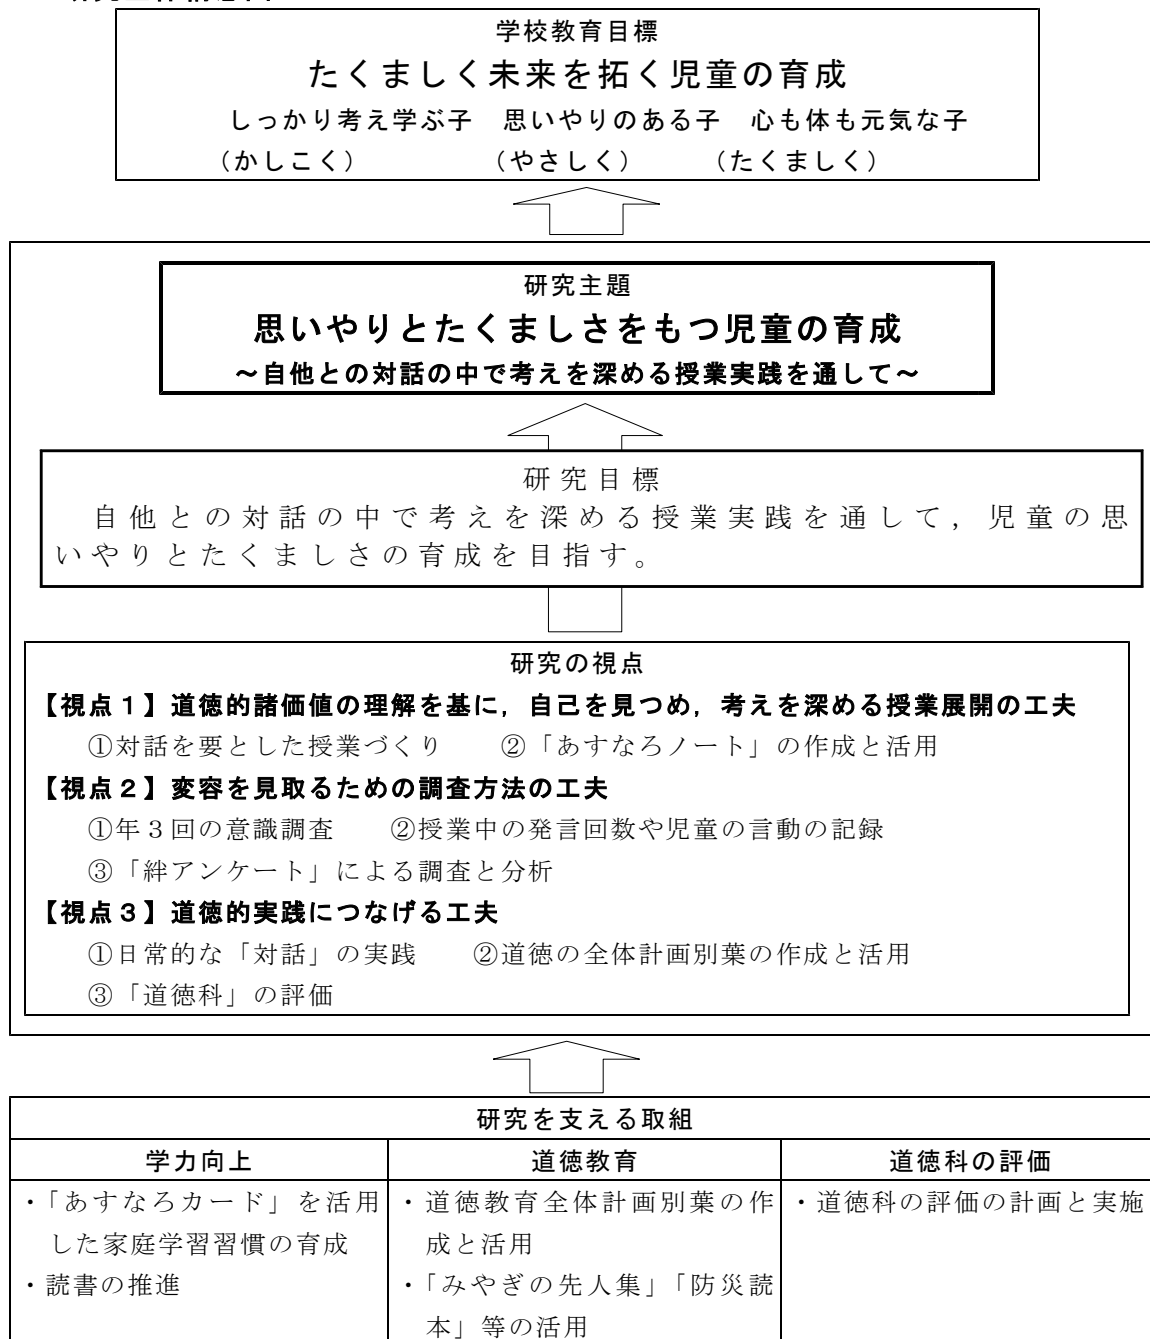 学校教育目標
たくましく未来を拓く児童の育成
しっかり考え学ぶ子　思いやりのある子　心も体も元気な子
（かしこく）　（やさしく）　（たくましく）
研究主題
思いやりとたくましさをもつ児童の育成
～自他との対話の中で考えを深める授業実践を通して～
研究目標
自他との対話の中で考えを深める授業実践を通して，児童の思
いやりとたくましさの育成を目指す。
研究の視点
【視点１】道徳的諸価値の理解を基に，自己を見つめ，考えを深める授業展開の工夫
①対話を要とした授業づくり　②「あすなろノート」の作成と活用
【視点２】変容を見取るための調査方法の工夫
①年３回の意識調査　②授業中の発言回数や児童の言動の記録
③「絆アンケート」による調査と分析
【視点３】道徳的実践につなげる工夫
①日常的な「対話」の実践　②道徳の全体計画別葉の作成と活用
③「道徳科」の評価
研究を支える取組
学力向上
・「あすなろカード」を活用
した家庭学習習慣の育成
・読書の推進
道徳教育
・道徳教育全体計画別葉の作
成と活用
・「みやぎの先人集」「防災読
本」等の活用
道徳科の評価
・道徳科の評価の計画と実施